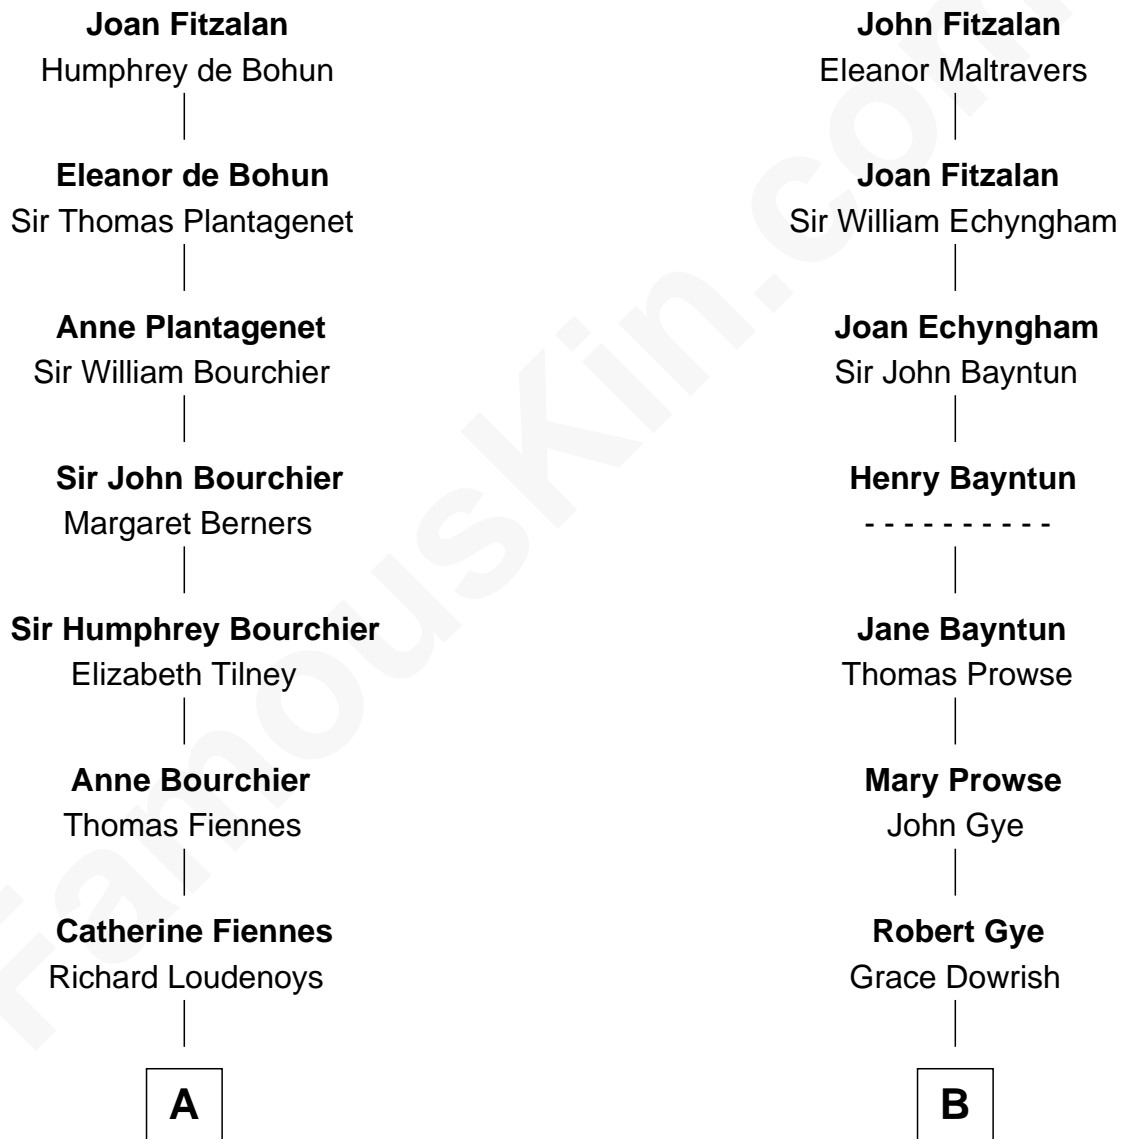 Joan Fitzalan
Humphrey de Bohun
Eleanor de Bohun
Sir Thomas Plantagenet
Anne Plantagenet
Sir William Bourchier
Sir John Bourchier
Margaret Berners
Sir Humphrey Bourchier
Elizabeth Tilney
Anne Bourchier
Thomas Fiennes
Catherine Fiennes
Richard Loudenoys
A
John Fitzalan
Eleanor Maltravers
Joan Fitzalan
Sir William Echyngham
Joan Echyngham
Sir John Bayntun
Henry Bayntun
- - - - - - - - - -
Jane Bayntun
Thomas Prowse
Mary Prowse
John Gye
Robert Gye
Grace Dowrish
B
FamousKin.com